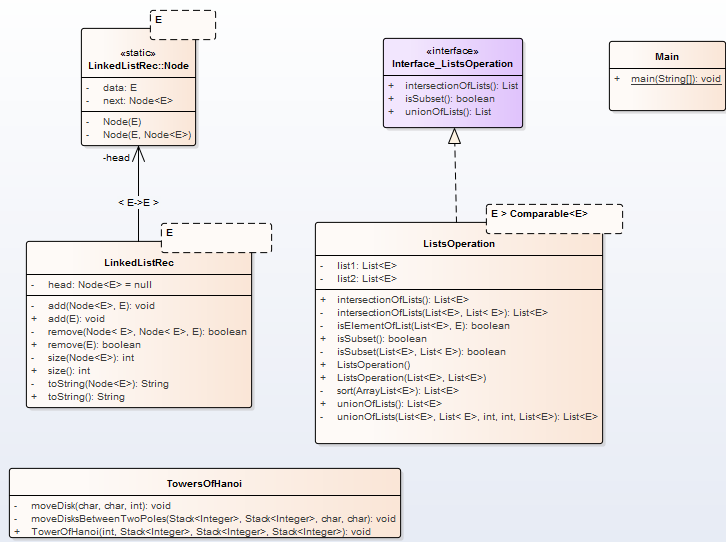 E
«static»
LinkedListRec::Node
- data: E
- next: Node<E>
- Node(E)
- Node(E, Node<E>)
-head
< E->E >
E
LinkedListRec
- head: Node<E> = null
- add(Node<E>, E): void
+ add(E): void
- remove(Node< E>, Node< E>, E): boolean
+ remove(E): boolean
- size(Node<E>): int
+ size(): int
- toString(Node<E>): String
+ toString(): String
«interface»
Interface_ListsOperation
+ intersectionOfLists(): List
+ isSubset(): boolean
+ unionOfLists(): List
E > Comparable<E>
ListsOperation
- list1: List<E>
- list2: List<E>
+ intersectionOfLists(): List<E>
- intersectionOfLists(List<E>, List< E>): List<E>
- isElementOfList(List<E>, E): boolean
+ isSubset(): boolean
- isSubset(List<E>, List< E>): boolean
+ ListsOperation()
+ ListsOperation(List<E>, List<E>)
- sort(ArrayList<E>): List<E>
+ unionOfLists(): List<E>
- unionOfLists(List<E>, List< E>, int, int, List<E>): List<E>
Main
+ main(String[]): void
TowersOfHanoi
- moveDisk(char, char, int): void
- moveDisksBetweenTwoPoles(Stack<Integer>, Stack<Integer>, char, char): void
+ TowerOfHanoi(int, Stack<Integer>, Stack<Integer>, Stack<Integer>): void